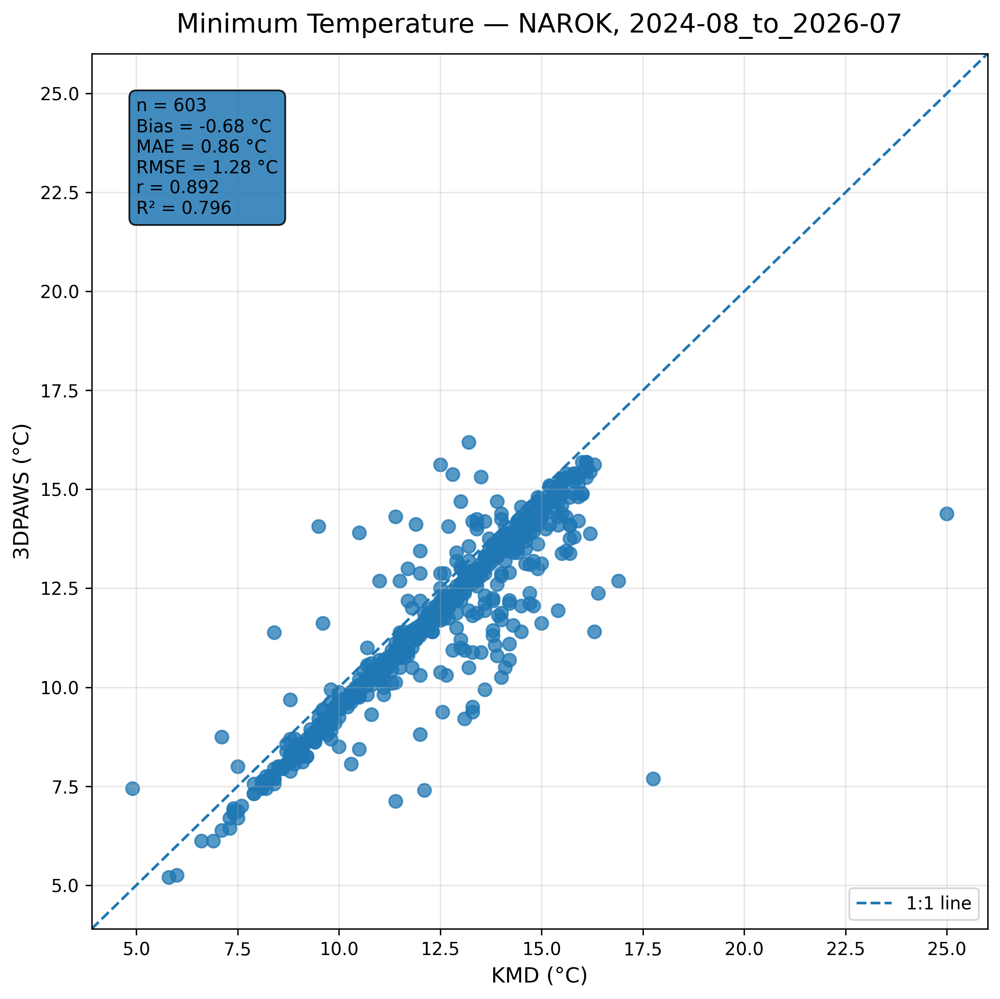 Minimum Temperature — NAROK, 2024-08_to_2026-07
n = 603
Bias = -0.68 °C
MAE = 0.86 °C
RMSE = 1.28 °C
r = 0.892
R² = 0.796
25.0
22.5
20.0
17.5
15.0
12.5
10.0
7.5
5.0
3DPAWS (°C)
1:1 line
5.0 7.5 10.0 12.5 15.0 17.5 20.0 22.5 25.0
KMD (°C)